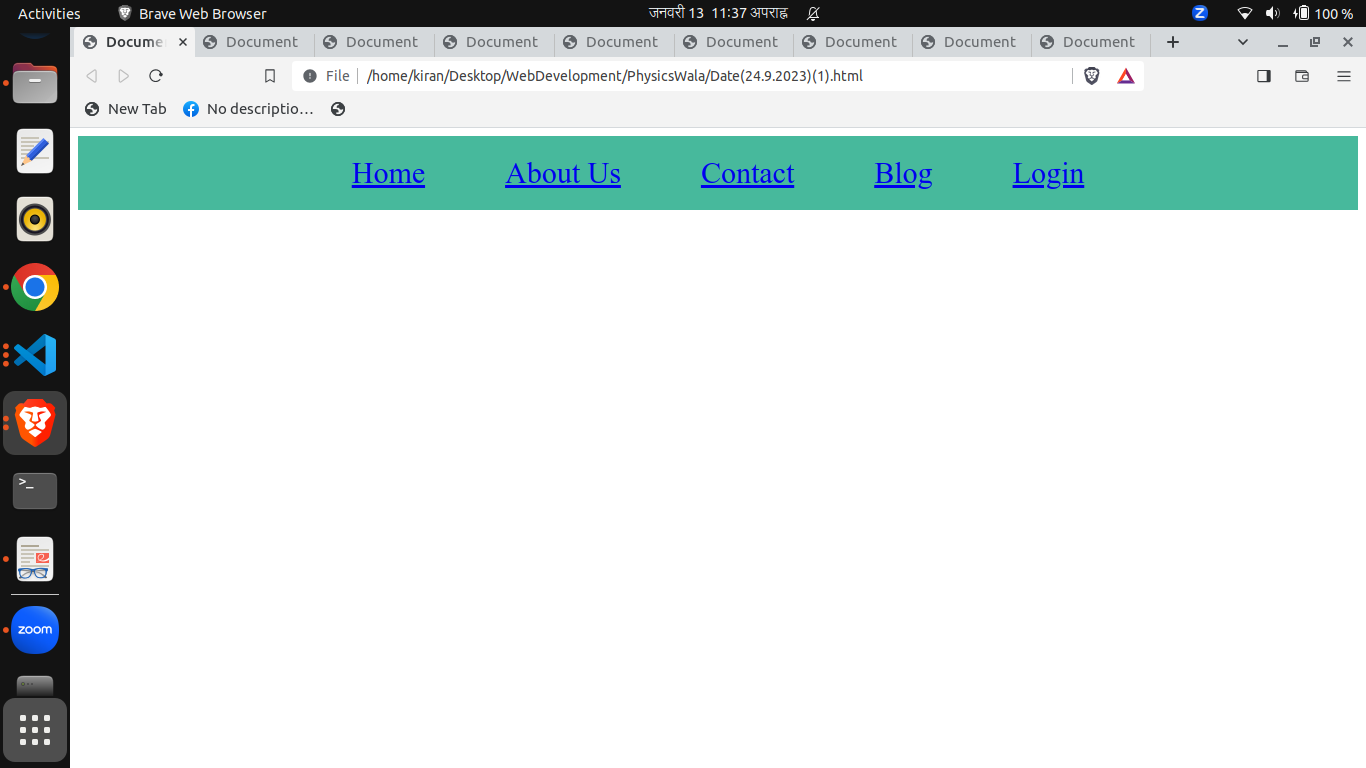 Activities Brave Web Browser जनवरी 13 11:37 अपराह्न 100 %
Docume Document Document Document Document Document Document Document Document
File /home/kiran/Desktop/WebDevelopment/PhysicsWala/Date(24.9.2023)(1).html
New Tab No descriptio…
Home About Us Contact Blog Login
>_
zoom